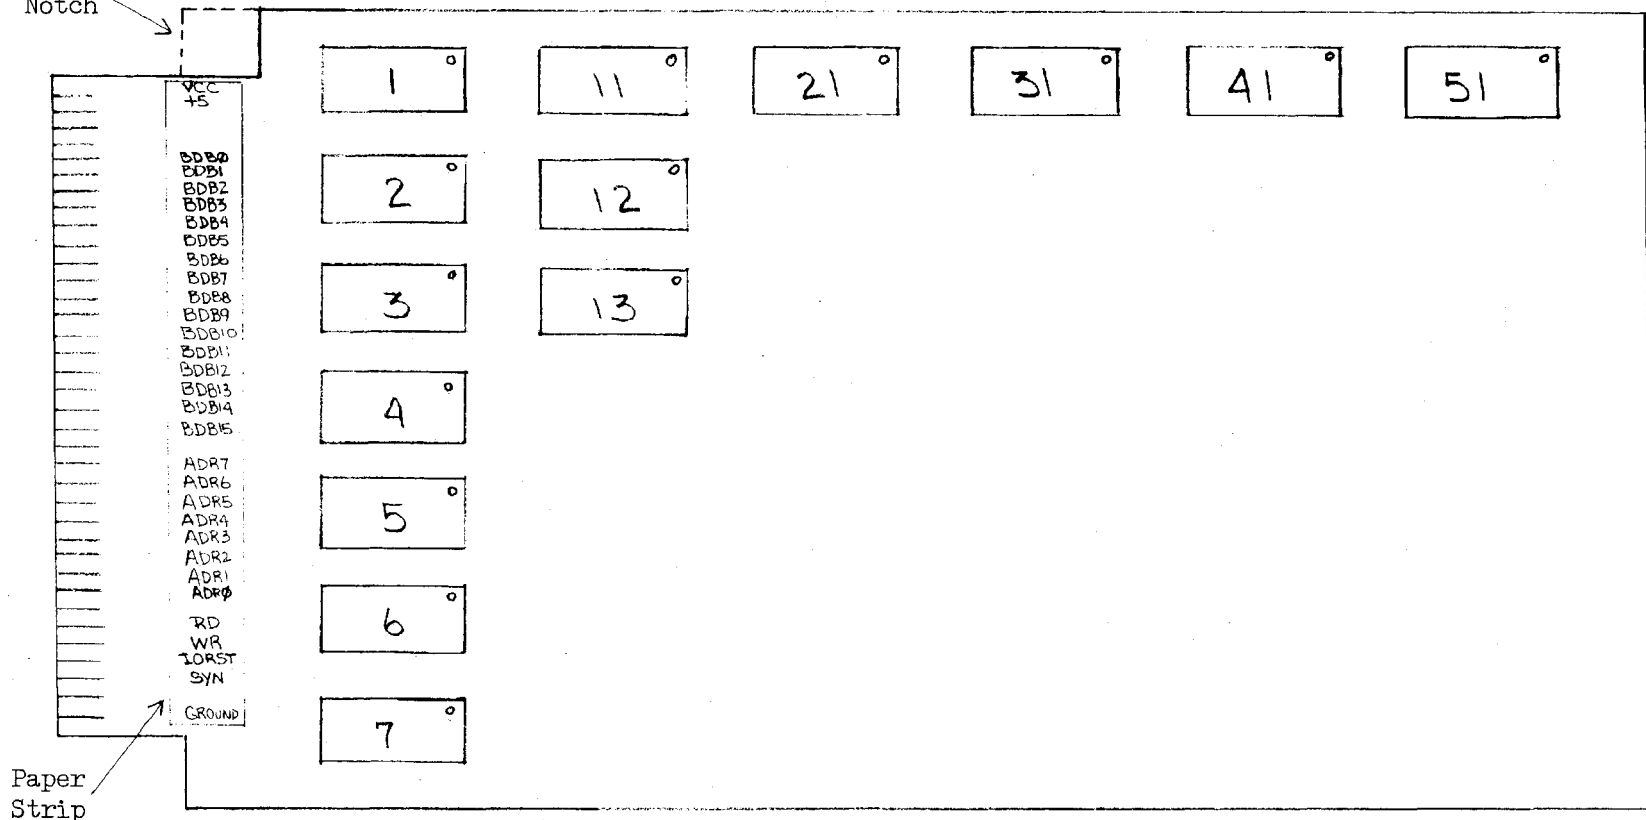 Notch
VCC
+5
BDBØ
BDB1
BDB2
BDB3
BDB4
BDB5
BDB6
BDB7
BDB8
BDB9
BDB10
BDB11
BDB12
BDB13
BDB14
BDB15
ADR7
ADR6
ADR5
ADR4
ADR3
ADR2
ADR1
ADRØ
RD
WR
IORST
SYN
GROUND
Paper
Strip
1
11
21
31
41
51
2
12
3
13
4
5
6
7